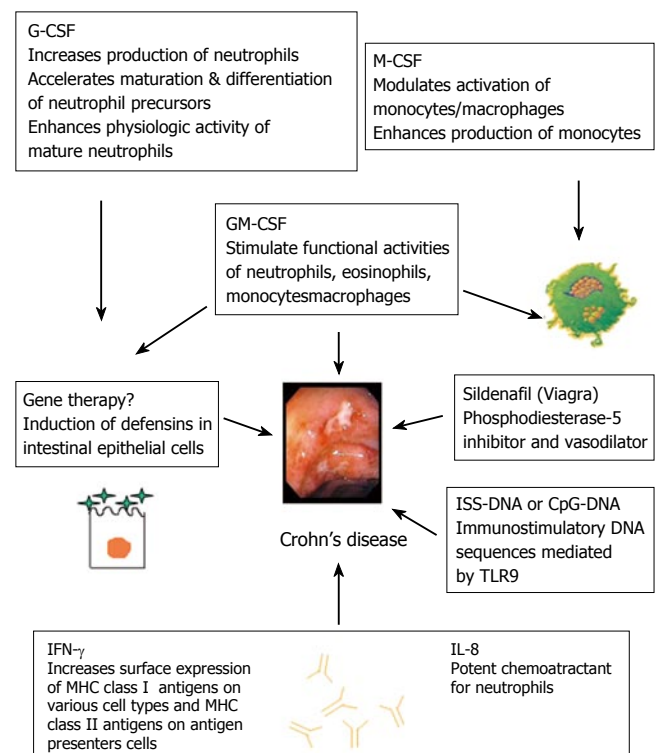 G-CSF
Increases production of neutrophils
Accelerates maturation & differentiation
of neutrophil precursors
Enhances physiologic activity of
mature neutrophils
M-CSF
Modulates activation of
monocytes/macrophages
Enhances production of monocytes
GM-CSF
Stimulate functional activities
of neutrophils, eosinophils,
monocytesmacrophages
Gene therapy?
Induction of defensins in
intestinal epithelial cells
Sildenafil (Viagra)
Phosphodiesterase-5
inhibitor and vasodilator
ISS-DNA or CpG-DNA
Immunostimulatory DNA
sequences mediated
by TLR9
Crohn's disease
IFN-γ
Increases surface expression
of MHC class I antigens on
various cell types and MHC
class II antigens on antigen
presenters cells
IL-8
Potent chemoatractant
for neutrophils